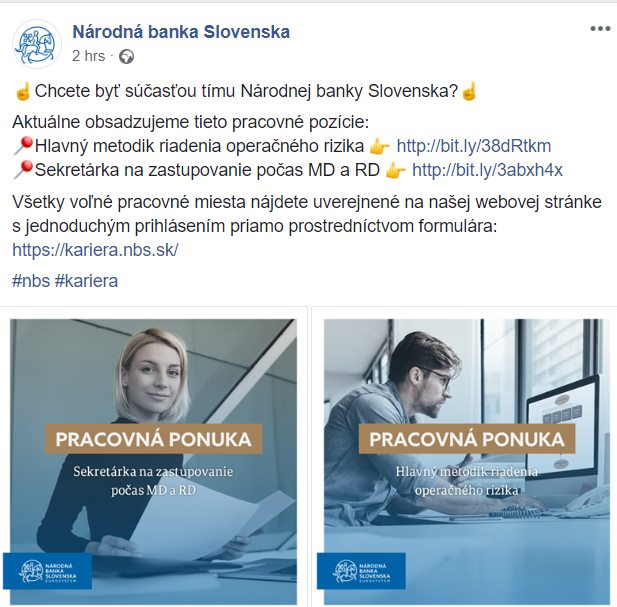 Národná banka Slovenska
2 hrs ·
☝Chcete byť súčasťou tímu Národnej banky Slovenska?☝
Aktuálne obsadzujeme tieto pracovné pozície:
📍Hlavný metodik riadenia operačného rizika 👉 http://bit.ly/38dRtkm
📍Sekretárka na zastupovanie počas MD a RD 👉 http://bit.ly/3abxh4x
Všetky voľné pracovné miesta nájdete uverejnené na našej webovej stránke
s jednoduchým prihlásením priamo prostredníctvom formulára:
https://kariera.nbs.sk/
#nbs #kariera
PRACOVNÁ PONUKA
Sekretárka na zastupovanie
počas MD a RD
NÁRODNÁ
BANKA
SLOVENSKA
EUROSYSTÉM
PRACOVNÁ PONUKA
Hlavný metodik riadenia
operačného rizika
NÁRODNÁ
BANKA
SLOVENSKA
EUROSYSTÉM